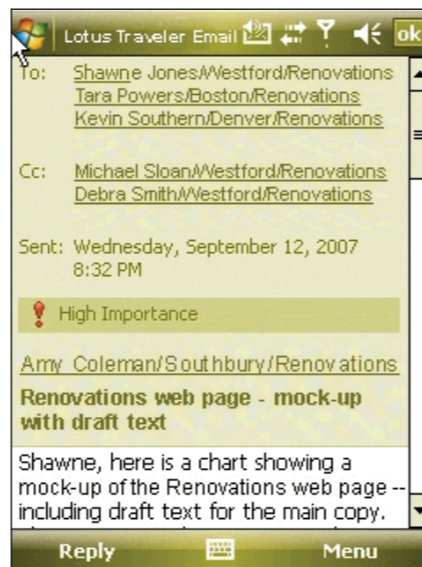 Lotus Traveler Email ok
To: Shawne Jones/Westford/Renovations
Tara Powers/Boston/Renovations
Kevin Southern/Denver/Renovations
Cc: Michael Sloan/Westford/Renovations
Debra Smith/Westford/Renovations
Sent: Wednesday, September 12, 2007
8:32 PM
High Importance
Amy Coleman/Southbury/Renovations
Renovations web page - mock-up
with draft text
Shawne, here is a chart showing a
mock-up of the Renovations web page --
including draft text for the main copy.
Reply Menu